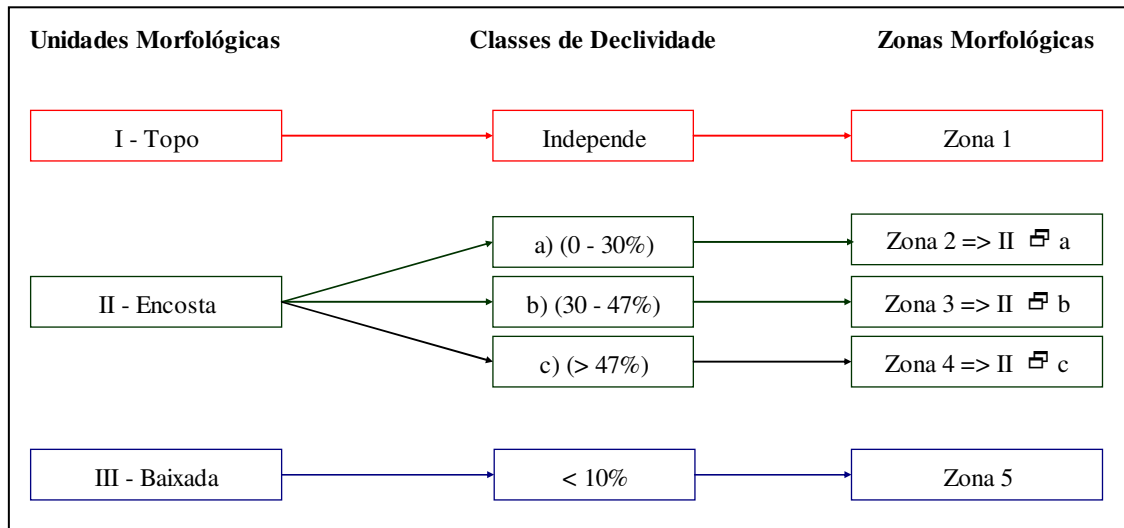 Unidades Morfológicas Classes de Declividade Zonas Morfológicas
I - Topo Independe Zona 1
a) (0 - 30%) Zona 2 => II 🗗 a
II - Encosta b) (30 - 47%) Zona 3 => II 🗗 b
c) (> 47%) Zona 4 => II 🗗 c
III - Baixada < 10% Zona 5